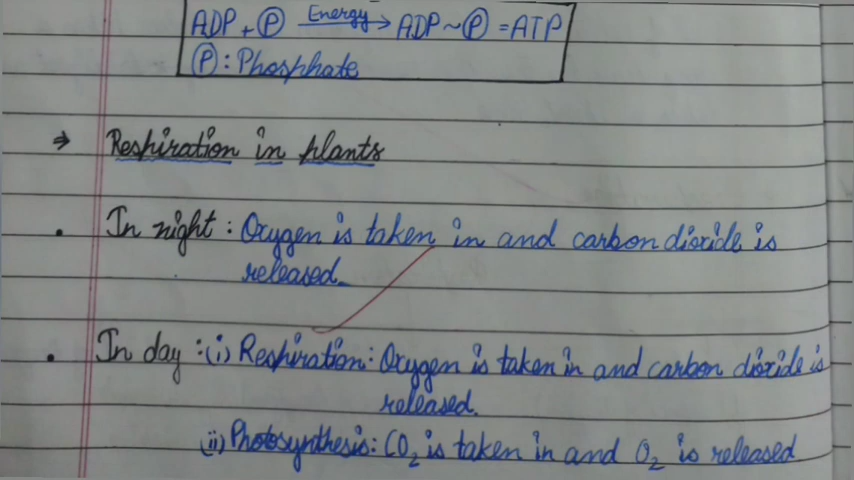 ADP + Ⓟ Energy → ADP ~ Ⓟ = ATP
Ⓟ : Phosphate
⇒ Respiration in plants
• In night : Oxygen is taken in and carbon dioxide is
released.
• In day : (i) Respiration : Oxygen is taken in and carbon dioxide is
released.
(ii) Photosynthesis : CO₂ is taken in and O₂ is released